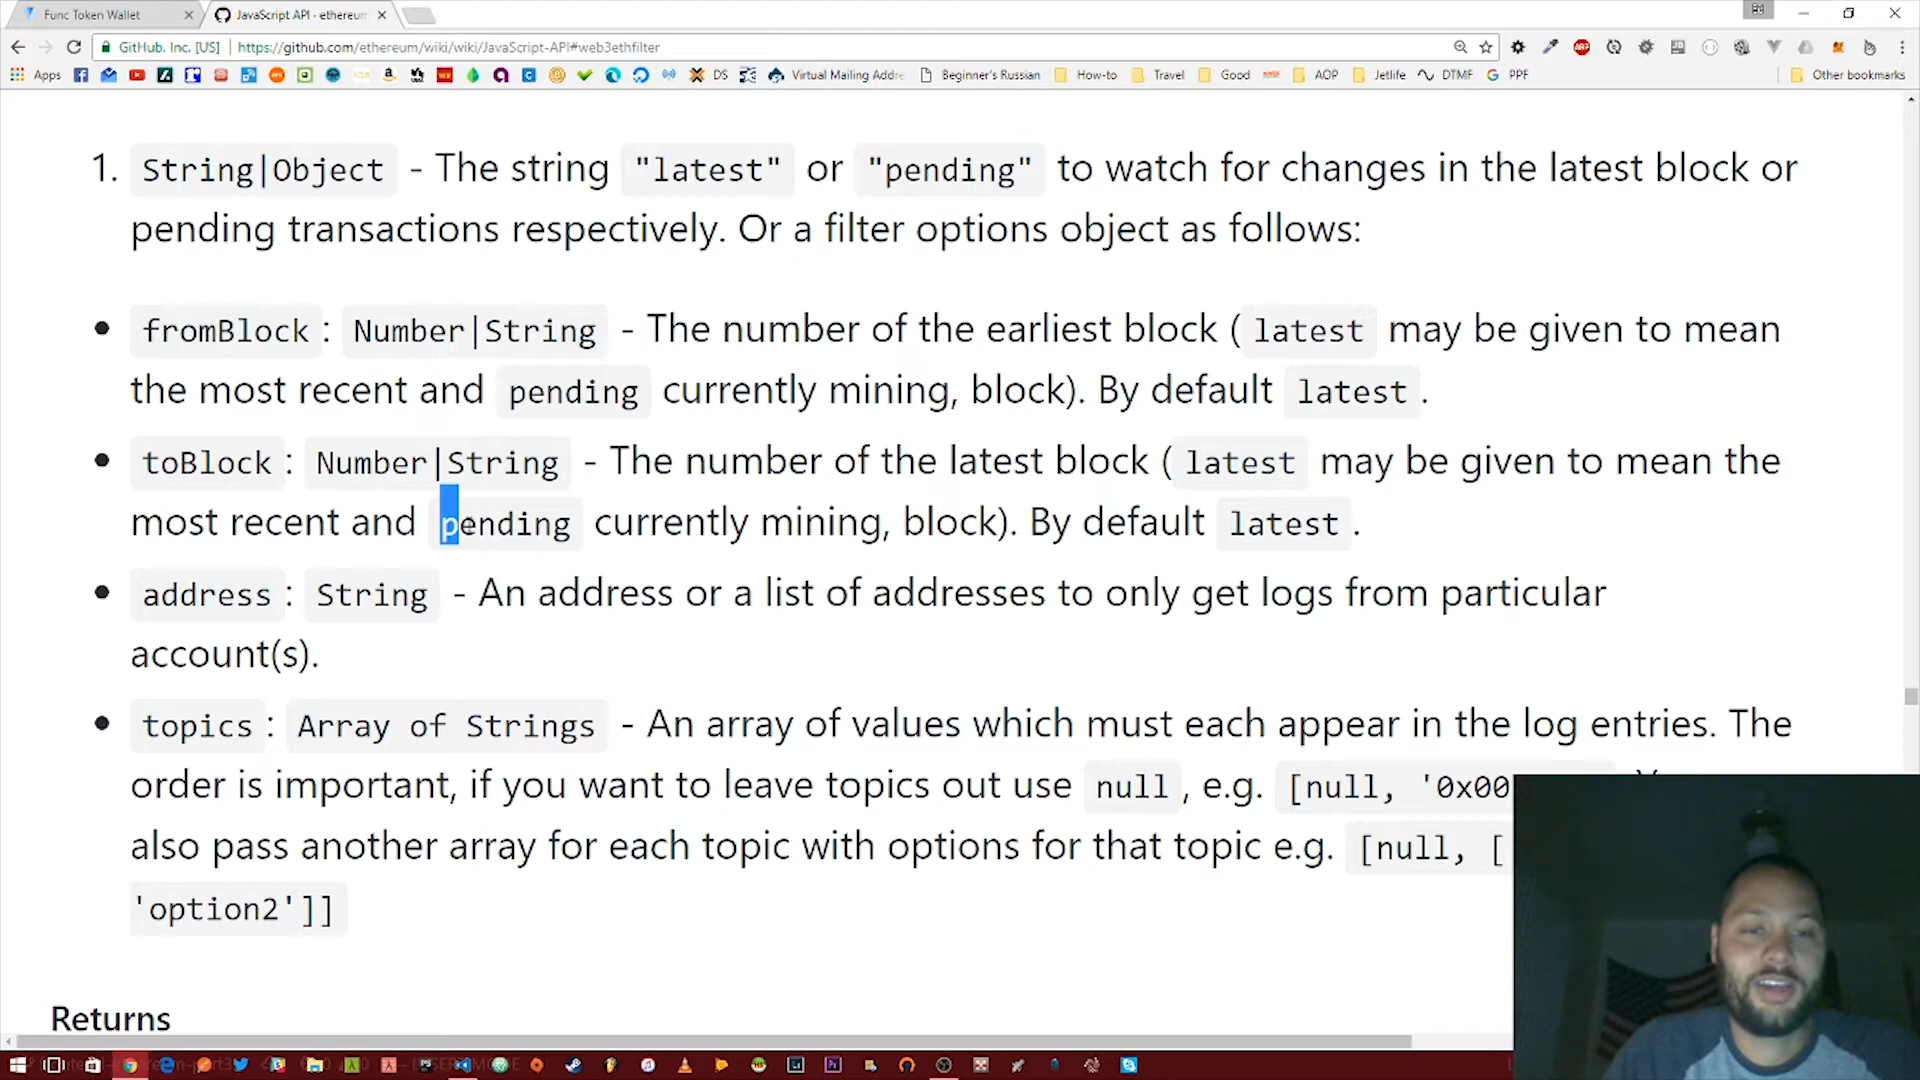 Func Token Wallet
JavaScript API - ethereum
GitHub, Inc. [US]
https://github.com/ethereum/wiki/wiki/JavaScript-API#web3ethfilter
Apps DS Virtual Mailing Addre Beginner's Russian How-to Travel Good AOP Jetlife DTMF PPF Other bookmarks
1. String|Object - The string "latest" or "pending" to watch for changes in the latest block or
pending transactions respectively. Or a filter options object as follows:
• fromBlock: Number|String - The number of the earliest block ( latest may be given to mean
the most recent and pending currently mining, block). By default latest.
• toBlock: Number|String - The number of the latest block ( latest may be given to mean the
most recent and pending currently mining, block). By default latest.
• address: String - An address or a list of addresses to only get logs from particular
account(s).
• topics: Array of Strings - An array of values which must each appear in the log entries. The
order is important, if you want to leave topics out use null, e.g. [null, '0x00
also pass another array for each topic with options for that topic e.g. [null, [
'option2']]
Returns